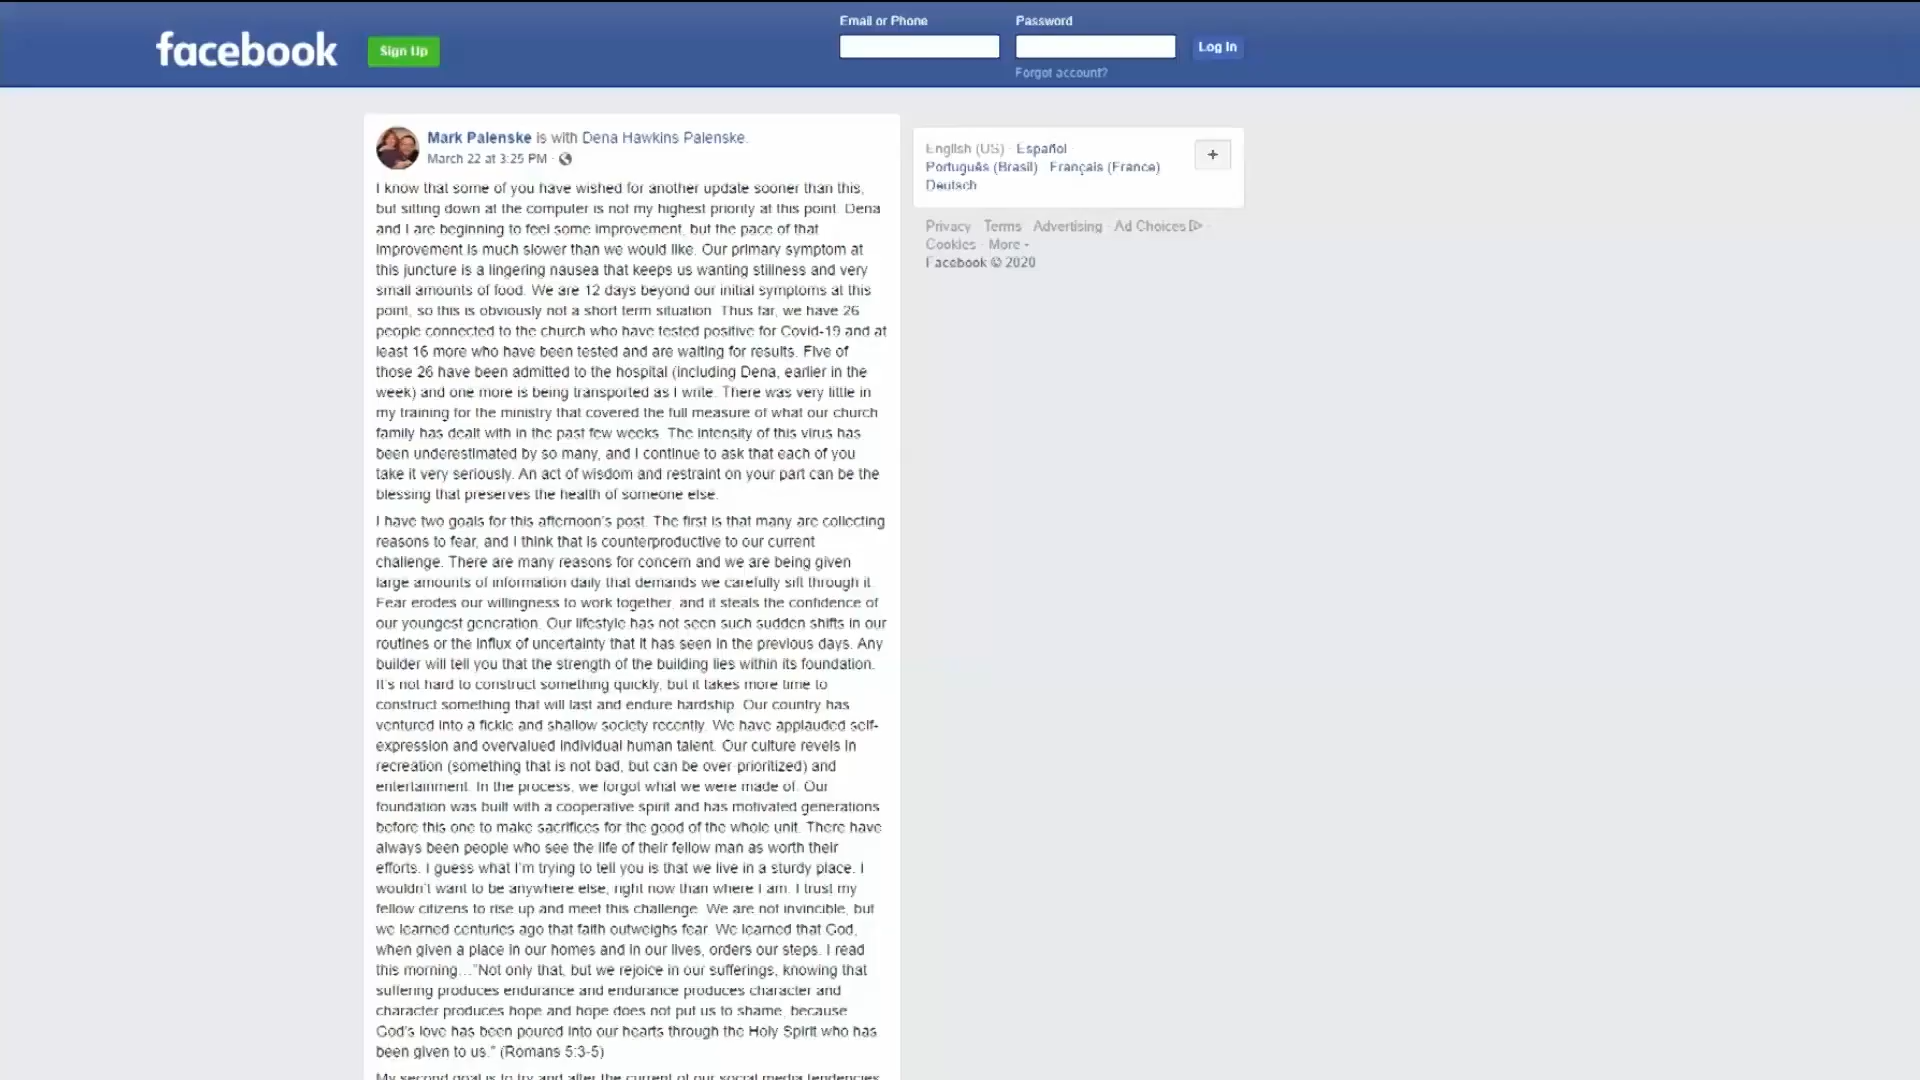 Email or Phone
Password
facebook
Sign Up
Log In
Forgot account?
Mark Palenske is with Dena Hawkins Palenske.
March 22 at 3:25 PM ·
I know that some of you have wished for another update sooner than this,
but sitting down at the computer is not my highest priority at this point. Dena
and I are beginning to feel some improvement, but the pace of that
improvement is much slower than we would like. Our primary symptom at
this juncture is a lingering nausea that keeps us wanting stillness and very
small amounts of food. We are 12 days beyond our initial symptoms at this
point, so this is obviously not a short term situation. Thus far, we have 26
people connected to the church who have tested positive for Covid-19 and at
least 16 more who have been tested and are waiting for results. Five of
those 26 have been admitted to the hospital (including Dena, earlier in the
week) and one more is being transported as I write. There was very little in
my training for the ministry that covered the full measure of what our church
family has dealt with in the past few weeks. The intensity of this virus has
been underestimated by so many, and I continue to ask that each of you
take it very seriously. An act of wisdom and restraint on your part can be the
blessing that preserves the health of someone else.
I have two goals for this afternoon's post. The first is that many are collecting
reasons to fear, and I think that is counterproductive to our current
challenge. There are many reasons for concern and we are being given
large amounts of information daily that demands we carefully sift through it.
Fear erodes our willingness to work together, and it steals the confidence of
our youngest generation. Our lifestyle has not seen such sudden shifts in our
routines or the influx of uncertainty that it has seen in the previous days. Any
builder will tell you that the strength of the building lies within its foundation.
It's not hard to construct something quickly, but it takes more time to
construct something that will last and endure hardship. Our country has
ventured into a fickle and shallow society recently. We have applauded self-
expression and overvalued individual human talent. Our culture revels in
recreation (something that is not bad, but can be over-prioritized) and
entertainment. In the process, we forgot what we were made of. Our
foundation was built with a cooperative spirit and has motivated generations
before this one to make sacrifices for the good of the whole unit. There have
always been people who see the life of their fellow man as worth their
efforts. I guess what I'm trying to tell you is that we live in a sturdy place. I
wouldn't want to be anywhere else, right now than where I am. I trust my
fellow citizens to rise up and meet this challenge. We are not invincible, but
we learned centuries ago that faith outweighs fear. We learned that God,
when given a place in our homes and in our lives, orders our steps. I read
this morning…"Not only that, but we rejoice in our sufferings, knowing that
suffering produces endurance and endurance produces character and
character produces hope and hope does not put us to shame, because
God's love has been poured into our hearts through the Holy Spirit who has
been given to us." (Romans 5:3-5)
My second goal is to try and alter the current of our social media tendencies
English (US) · Español
Português (Brasil) · Français (France)
Deutsch
+
Privacy · Terms · Advertising · Ad Choices ·
Cookies · More
Facebook © 2020